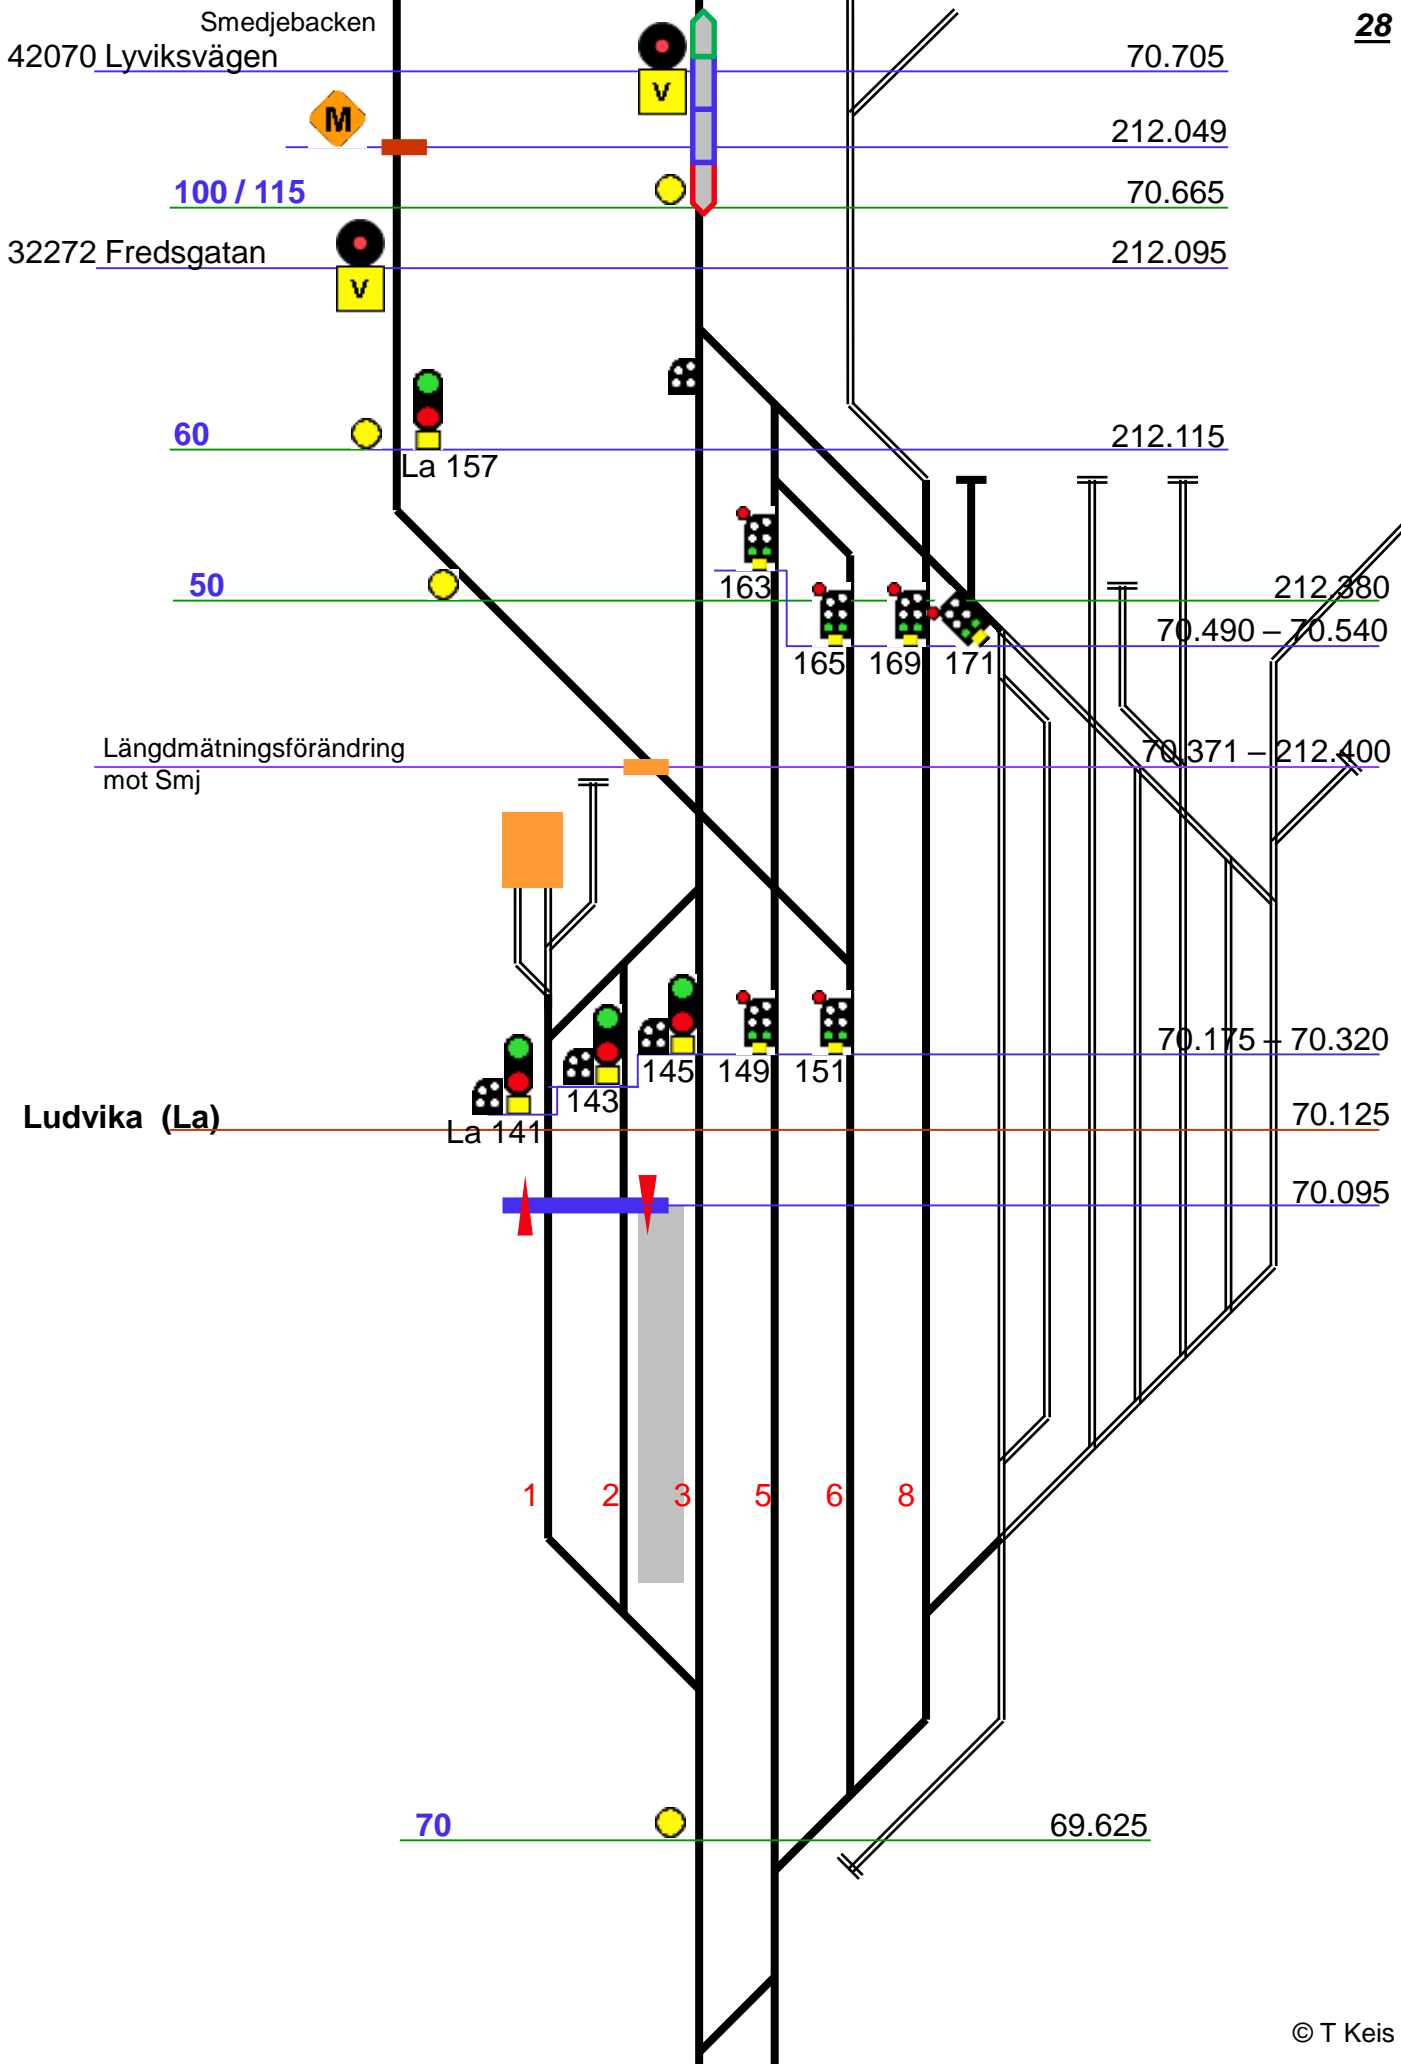 Smedjebacken
28
42070 Lyviksvägen 70.705
V
M
212.049
100 / 115 70.665
32272 Fredsgatan 212.095
V
60 212.115
La 157
50 163 212.380
70.490 – 70.540
165 169 171
Längdmätningsförändring 70.371 – 212.400
mot Smj
70.175 – 70.320
145 149 151
143
Ludvika (La) 70.125
La 141
70.095
1 2 3 5 6 8
70 69.625
© T Keis